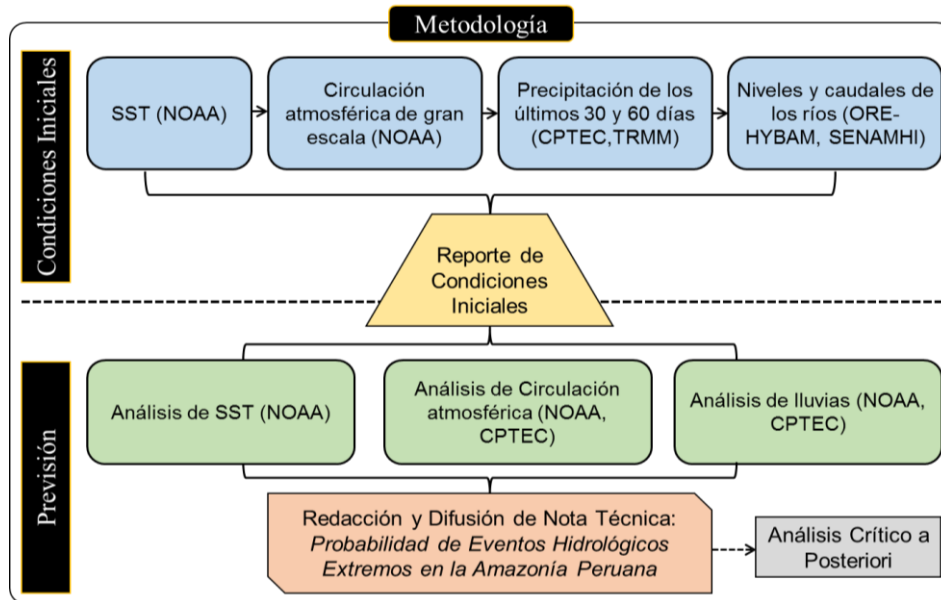 Metodología
Condiciones Iniciales
SST (NOAA)
Circulación
atmosférica de gran
escala (NOAA)
Precipitación de los
últimos 30 y 60 días
(CPTEC,TRMM)
Niveles y caudales de
los ríos (ORE-
HYBAM, SENAMHI)
Reporte de
Condiciones
Iniciales
Previsión
Análisis de SST (NOAA)
Análisis de Circulación
atmosférica (NOAA,
CPTEC)
Análisis de lluvias (NOAA,
CPTEC)
Redacción y Difusión de Nota Técnica:
Probabilidad de Eventos Hidrológicos
Extremos en la Amazonía Peruana
Análisis Crítico a
Posteriori